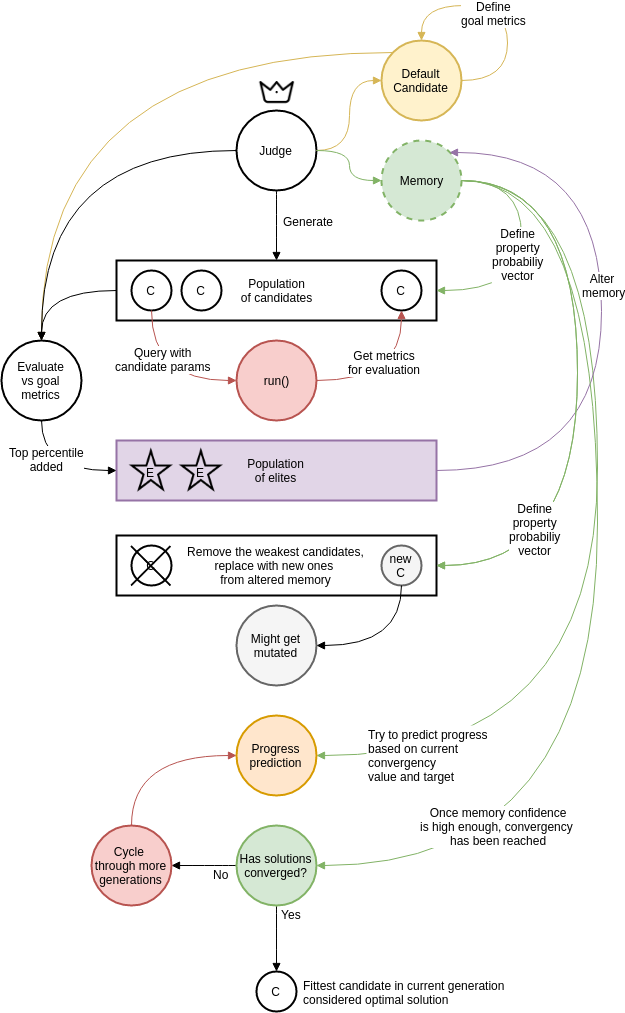 Define
goal metrics
Default
Candidate
Judge
Memory
Generate
Define
property
probabiliy
vector
Alter
memory
C
C
Population
of candidates
C
Evaluate
vs goal
metrics
Query with
candidate params
run()
Get metrics
for evaluation
Top percentile
added
E
E
Population
of elites
Define
property
probabiliy
vector
C
Remove the weakest candidates,
replace with new ones
from altered memory
new
C
Might get
mutated
Progress
prediction
Try to predict progress
based on current
convergency
value and target
Once memory confidence
is high enough, convergency
has been reached
Cycle
through more
generations
No
Has solutions
converged?
Yes
C
Fittest candidate in current generation
considered optimal solution